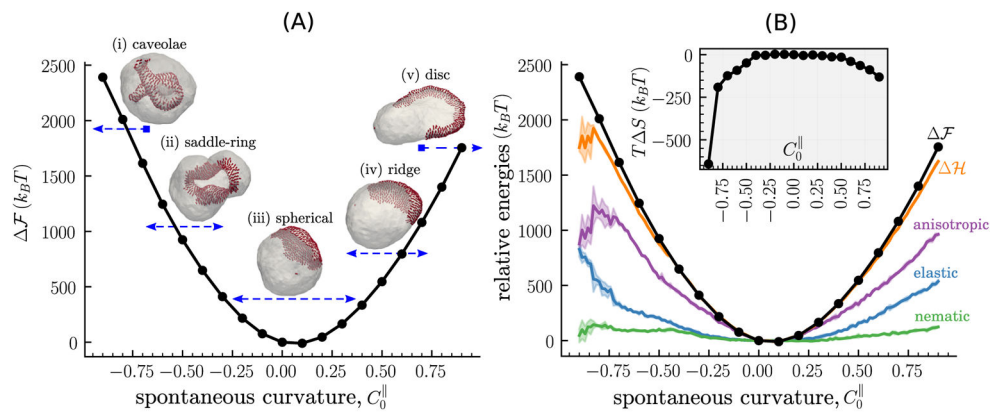 (A)
(B)
(i) caveolae
(ii) saddle-ring
(iii) spherical
(iv) ridge
(v) disc
2500
2000
1500
1000
500
0
Δℱ (k_BT)
−0.75 −0.50 −0.25 0.00 0.25 0.50 0.75
spontaneous curvature, C₀^∥
2500
2000
1500
1000
500
0
relative energies (k_BT)
0
−250
−500
TΔS (k_BT)
C₀^∥
−0.75 −0.50 −0.25 0.00 0.25 0.50 0.75
Δℱ
Δℋ
anisotropic
elastic
nematic
−0.75 −0.50 −0.25 0.00 0.25 0.50 0.75
spontaneous curvature, C₀^∥